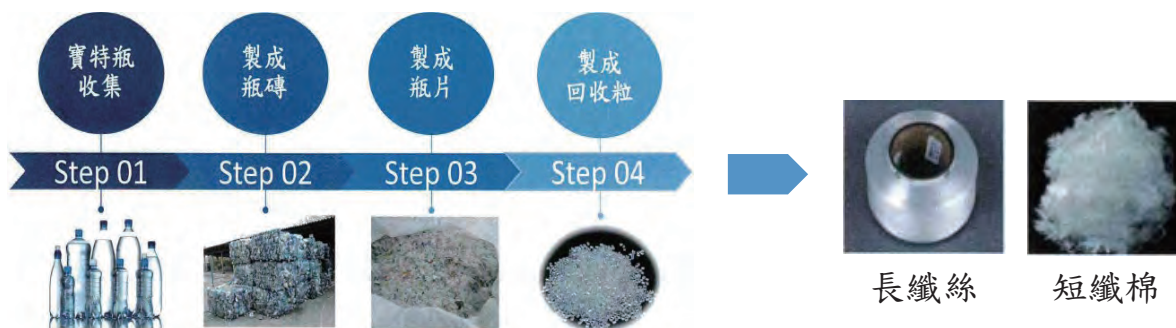 寶特瓶
收集
製成
瓶磚
製成
瓶片
製成
回收粒
Step 01
Step 02
Step 03
Step 04
長纖絲
短纖棉